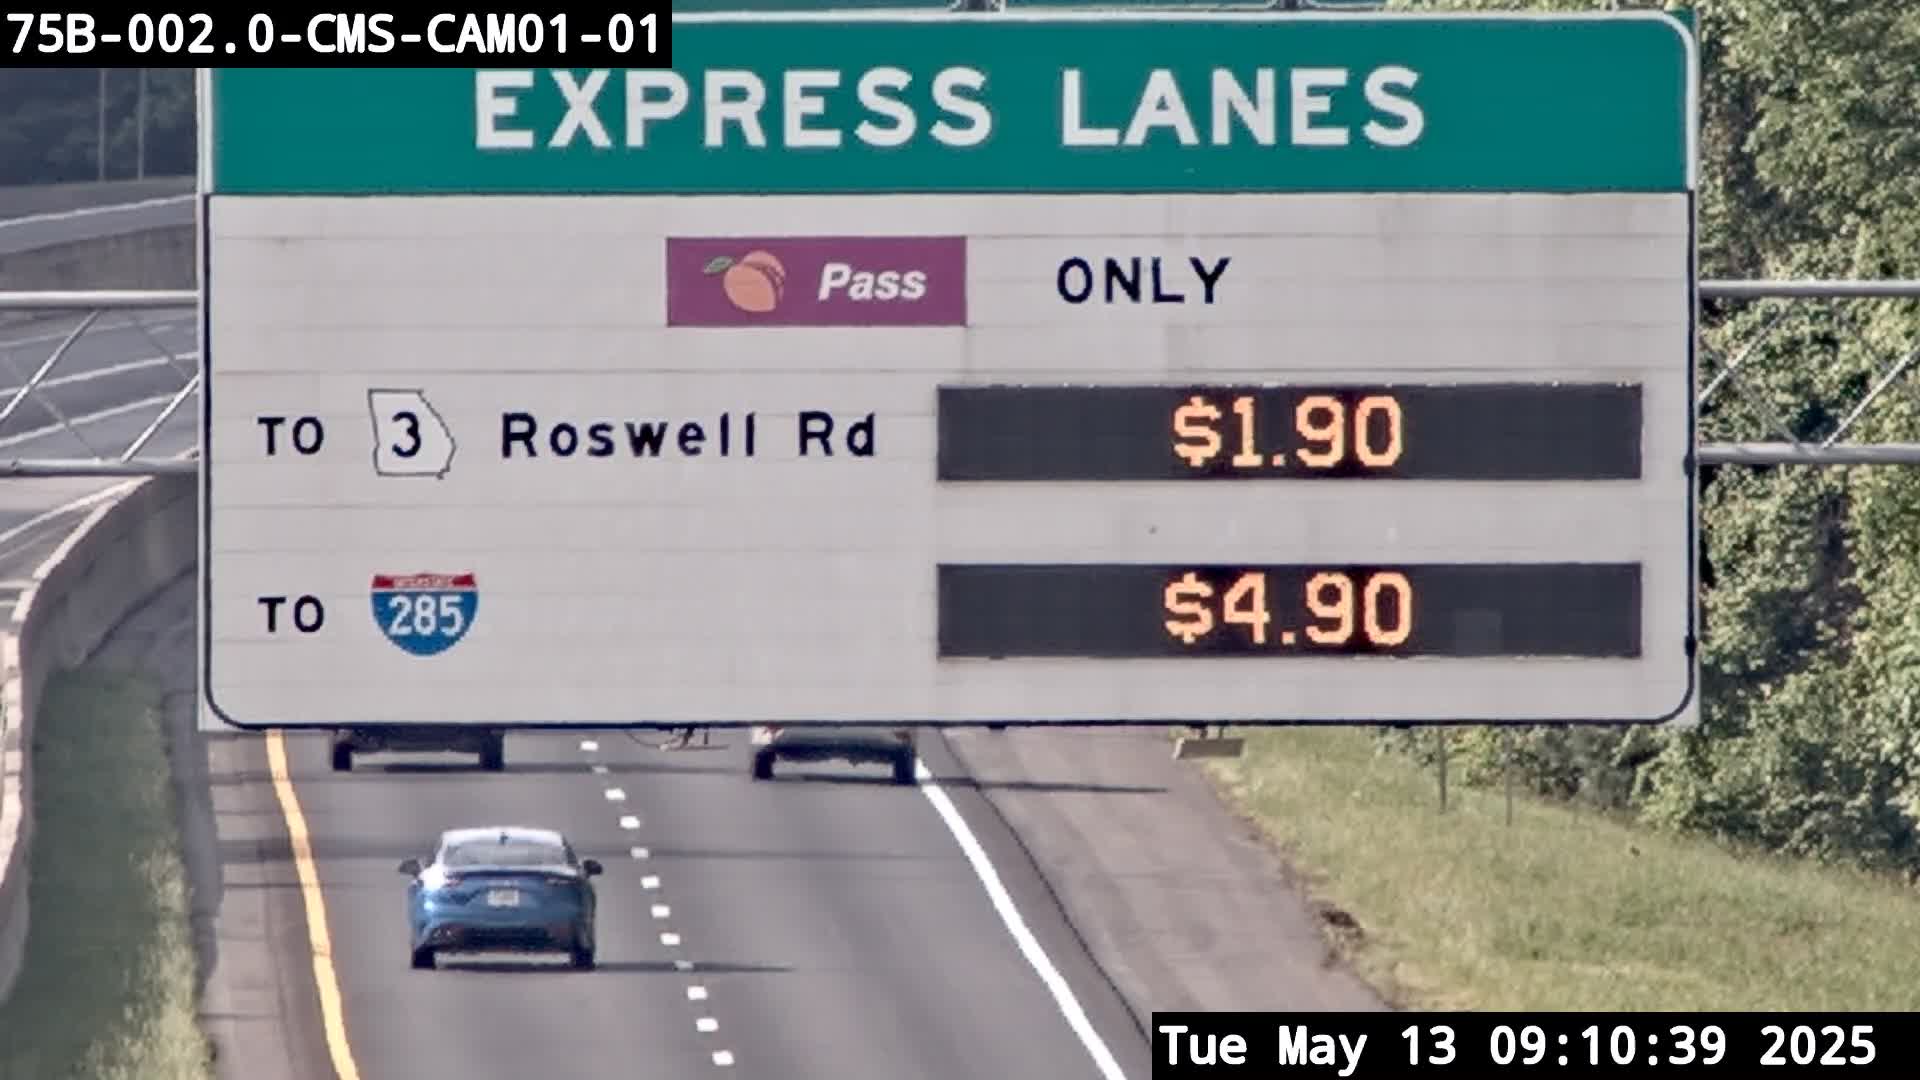 75B-002.0-CMS-CAM01-01
EXPRESS LANES
Pass ONLY
TO 3 Roswell Rd $1.90
INTERSTATE
TO 285 $4.90
Tue May 13 09:10:39 2025